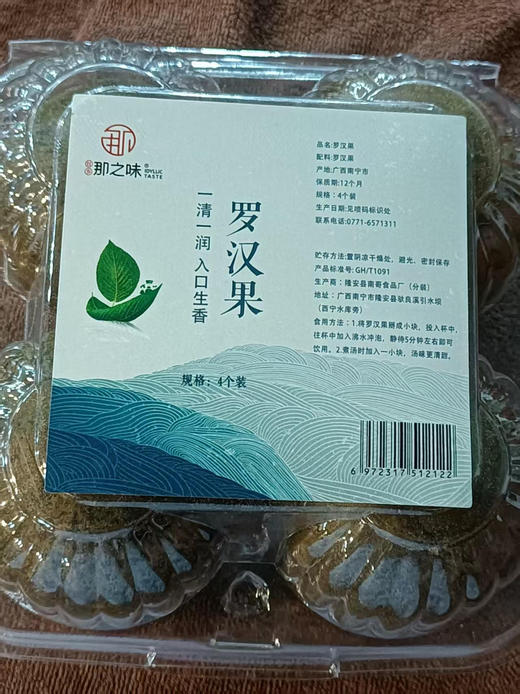 那之味®
IDYLLIC
TASTE
罗汉果
一清一润 入口生香
规格：4个装
品名：罗汉果
配料：罗汉果
产地：广西南宁市
保质期：12个月
规格：4个装
生产日期：见喷码标识处
联系电话：0771-6571311
贮存方法：置阴凉干燥处，避光、密封保存
产品标准号：GH/T1091
生产商：隆安县南哥食品厂（分装）
地址：广西南宁市隆安县驮良溪引水坝
（西宁水库旁）
食用方法：1.将罗汉果掰成小块，投入杯中，
往杯中加入沸水冲泡，静待5分钟左右即可
饮用。2.煮汤时加入一小块，汤味更清甜。
6 972317 512122